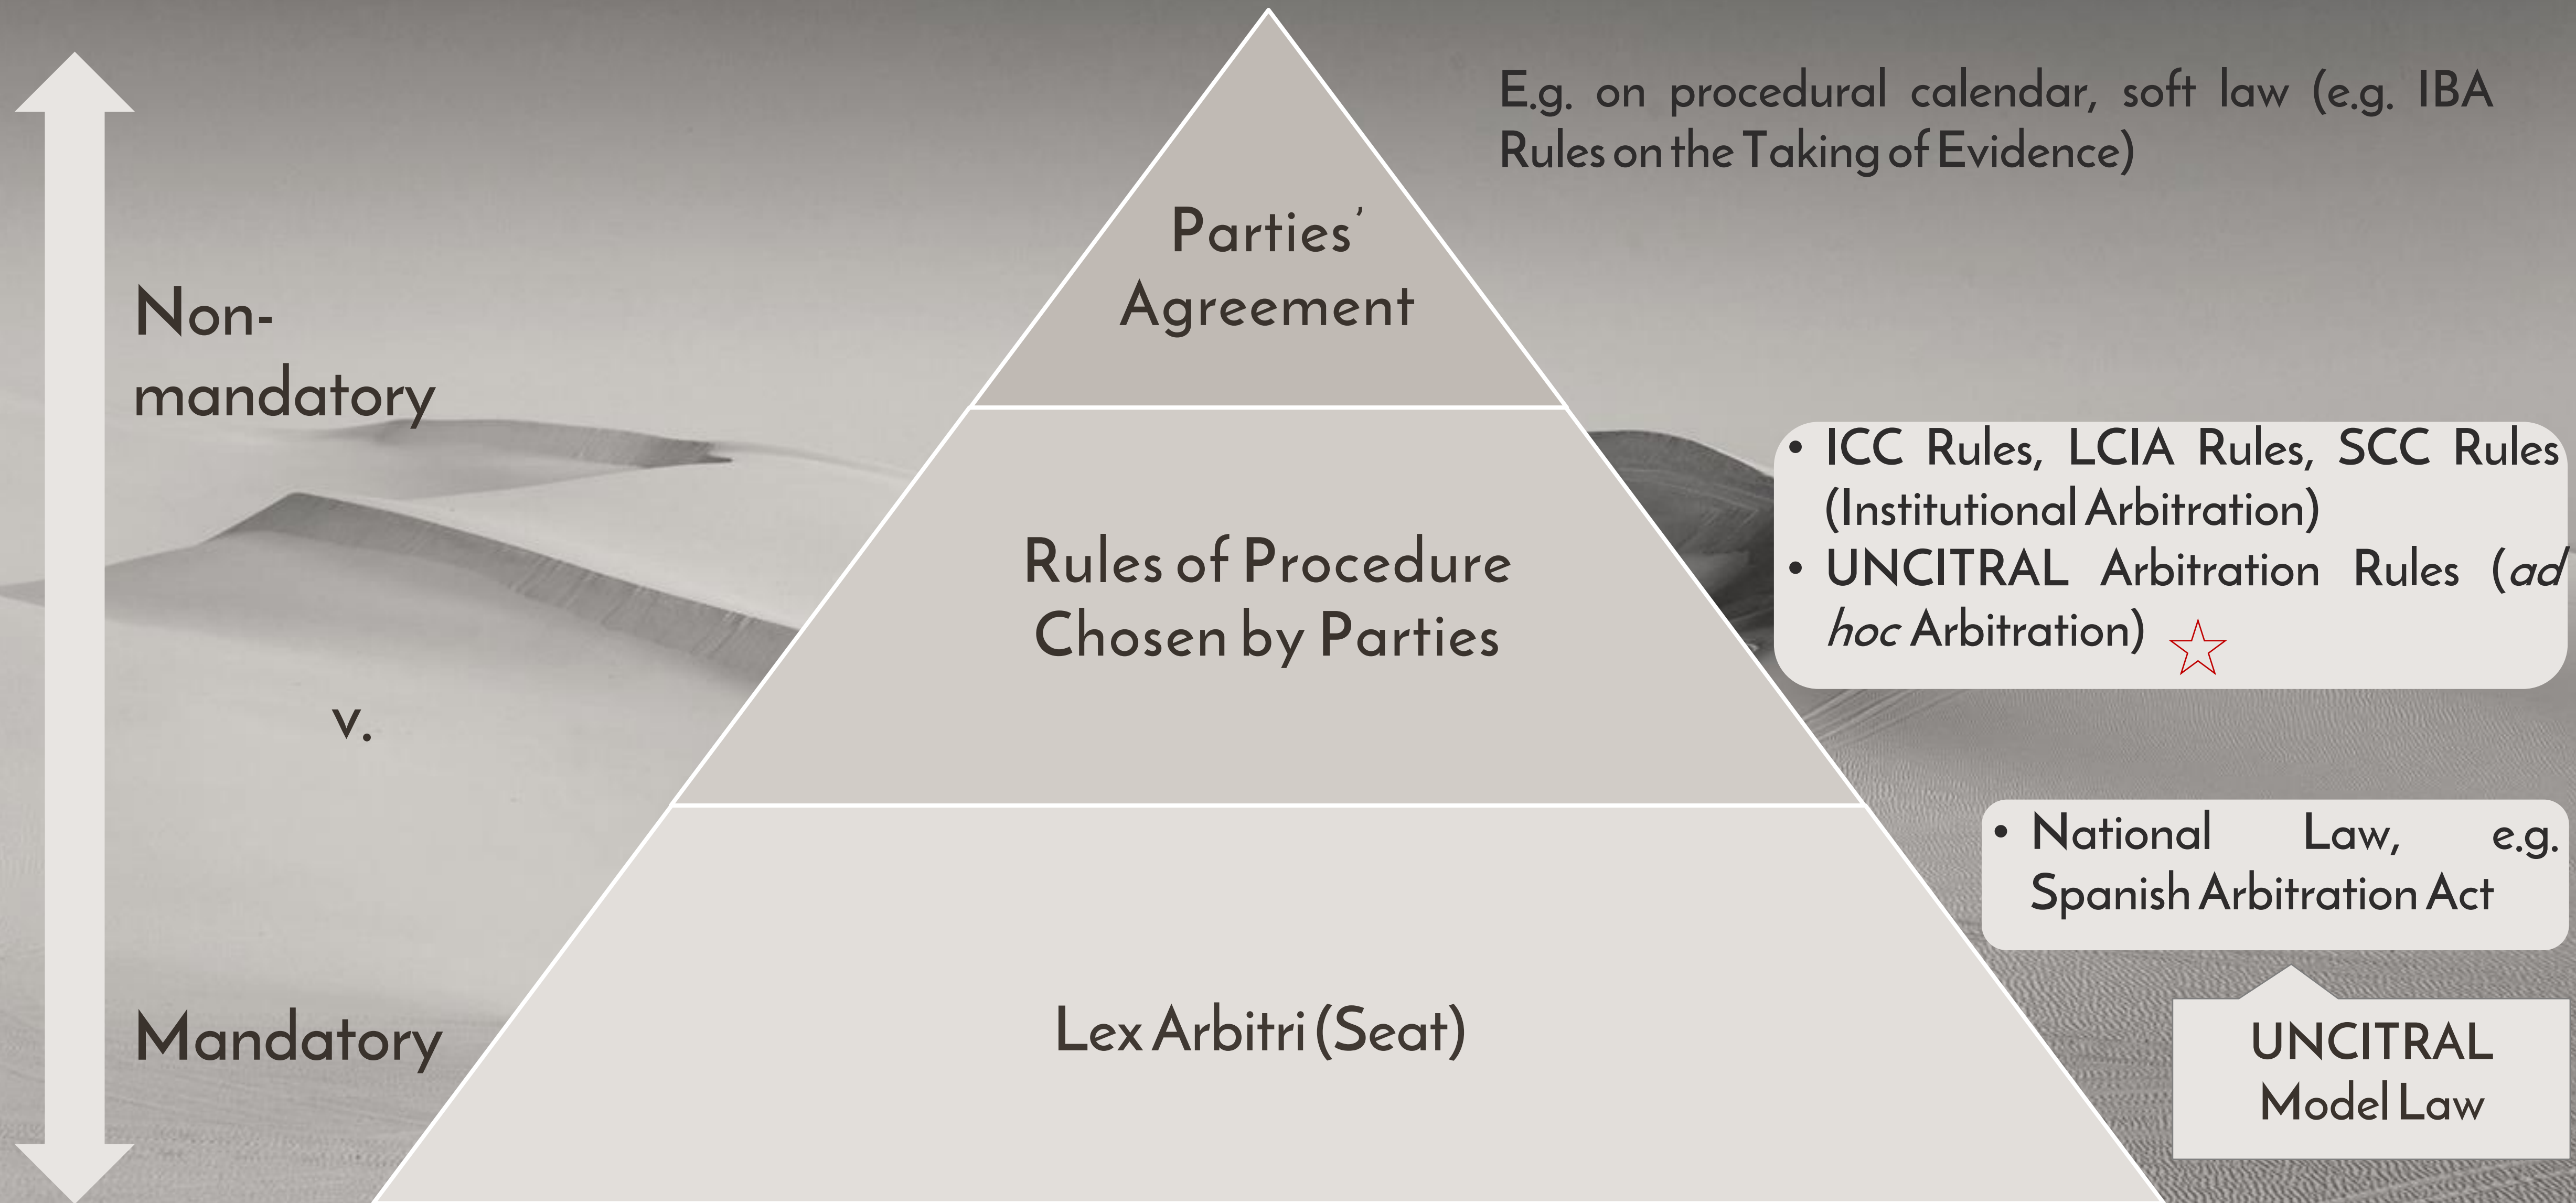 E.g. on procedural calendar, soft law (e.g. IBA
Rules on the Taking of Evidence)
Parties’
Agreement
Non-
mandatory
• ICC Rules, LCIA Rules, SCC Rules
(Institutional Arbitration)
• UNCITRAL Arbitration Rules (ad
hoc Arbitration)
Rules of Procedure
Chosen by Parties
v.
• National Law, e.g.
Spanish Arbitration Act
Mandatory
Lex Arbitri (Seat)
UNCITRAL
Model Law